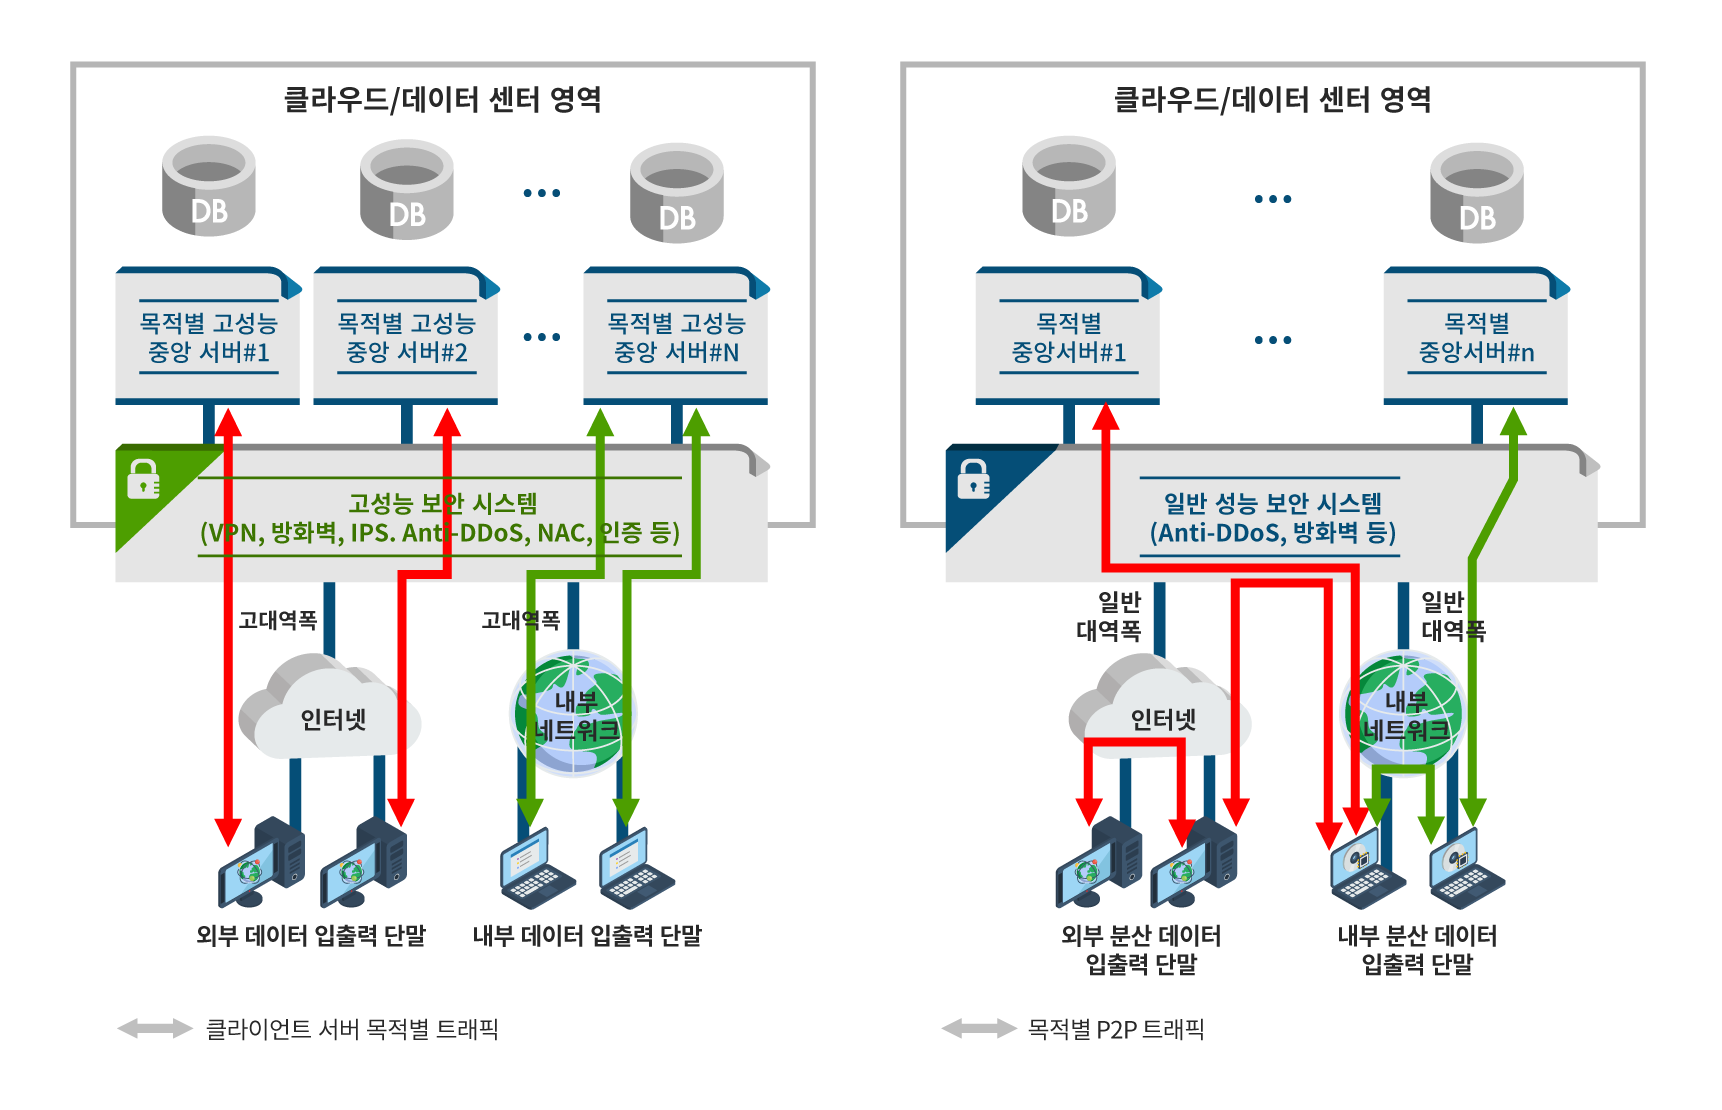 클라우드/데이터 센터 영역
DB
DB
DB
목적별 고성능
중앙 서버#1
목적별 고성능
중앙 서버#2
목적별 고성능
중앙 서버#N
고성능 보안 시스템
(VPN, 방화벽, IPS. Anti-DDoS, NAC, 인증 등)
고대역폭
고대역폭
인터넷
내부
네트워크
외부 데이터 입출력 단말
내부 데이터 입출력 단말
클라이언트 서버 목적별 트래픽
클라우드/데이터 센터 영역
DB
DB
목적별
중앙서버#1
목적별
중앙서버#n
일반 성능 보안 시스템
(Anti-DDoS, 방화벽 등)
일반
대역폭
일반
대역폭
인터넷
내부
네트워크
외부 분산 데이터
입출력 단말
내부 분산 데이터
입출력 단말
목적별 P2P 트래픽